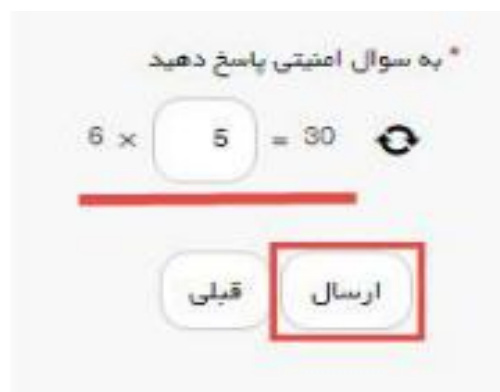 * به سوال امنیتی پاسخ دهید
6 × 5 = 30
ارسال
قبلی